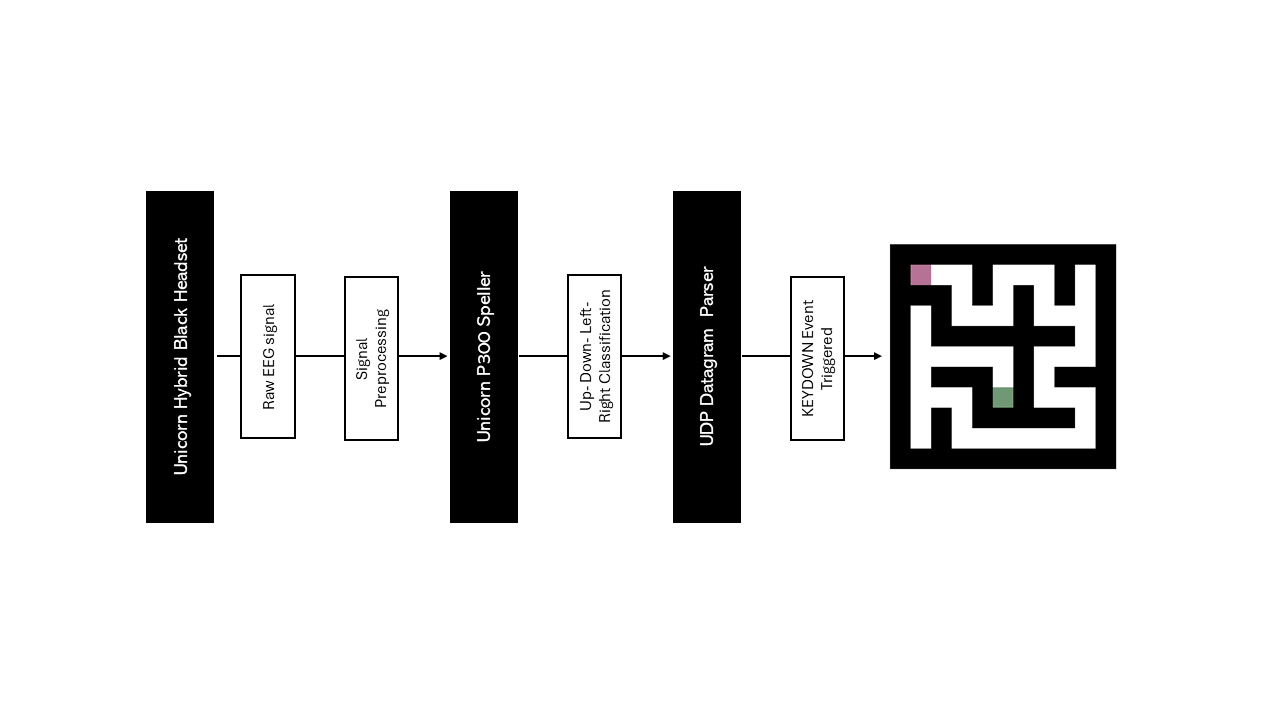 Unicorn Hybrid Black Headset
Raw EEG signal
Signal
Preprocessing
Unicorn P300 Speller
Up- Down- Left-
Right Classification
UDP Datagram  Parser
KEYDOWN Event
Triggered